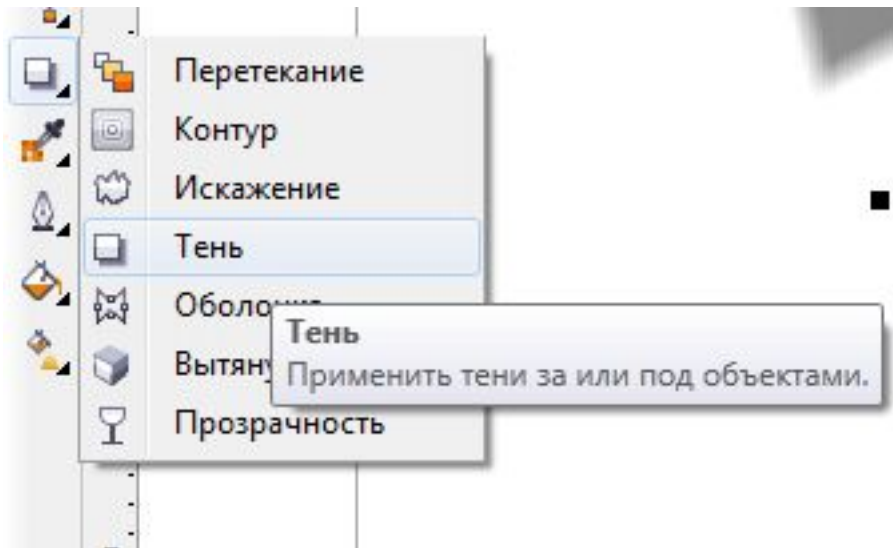 Перетекание
Контур
Искажение
Тень
Тень
Применить тени за или под объектами.
Прозрачность